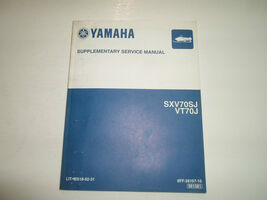 YAMAHA
SUPPLEMENTARY SERVICE MANUAL
SXV70SJ
VT70J